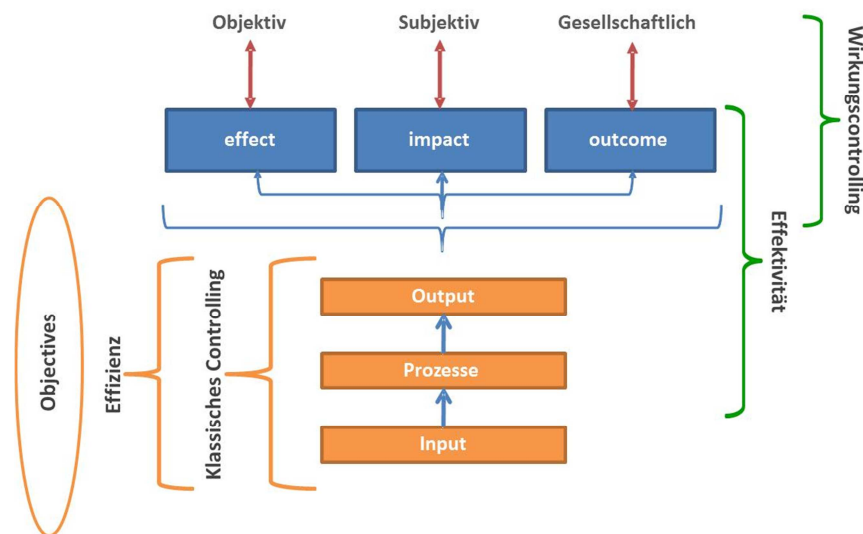 Objektiv
Subjektiv
Gesellschaftlich
effect
impact
outcome
Wirkungscontrolling
Effektivität
Output
Prozesse
Input
Klassisches Controlling
Effizienz
Objectives